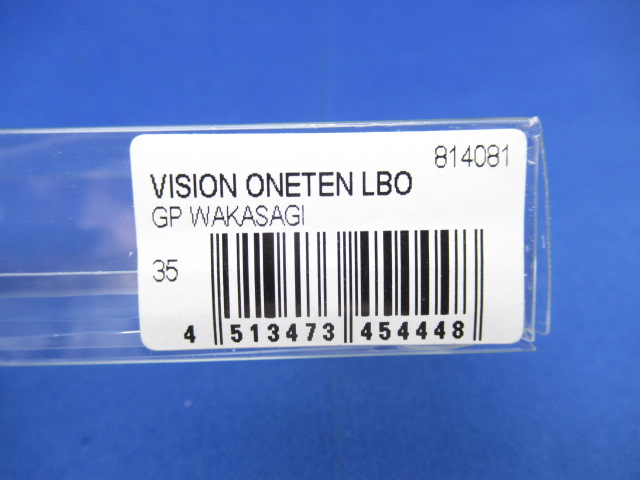 814081
VISION ONETEN LBO
GP WAKASAGI
35
4 513473 454448